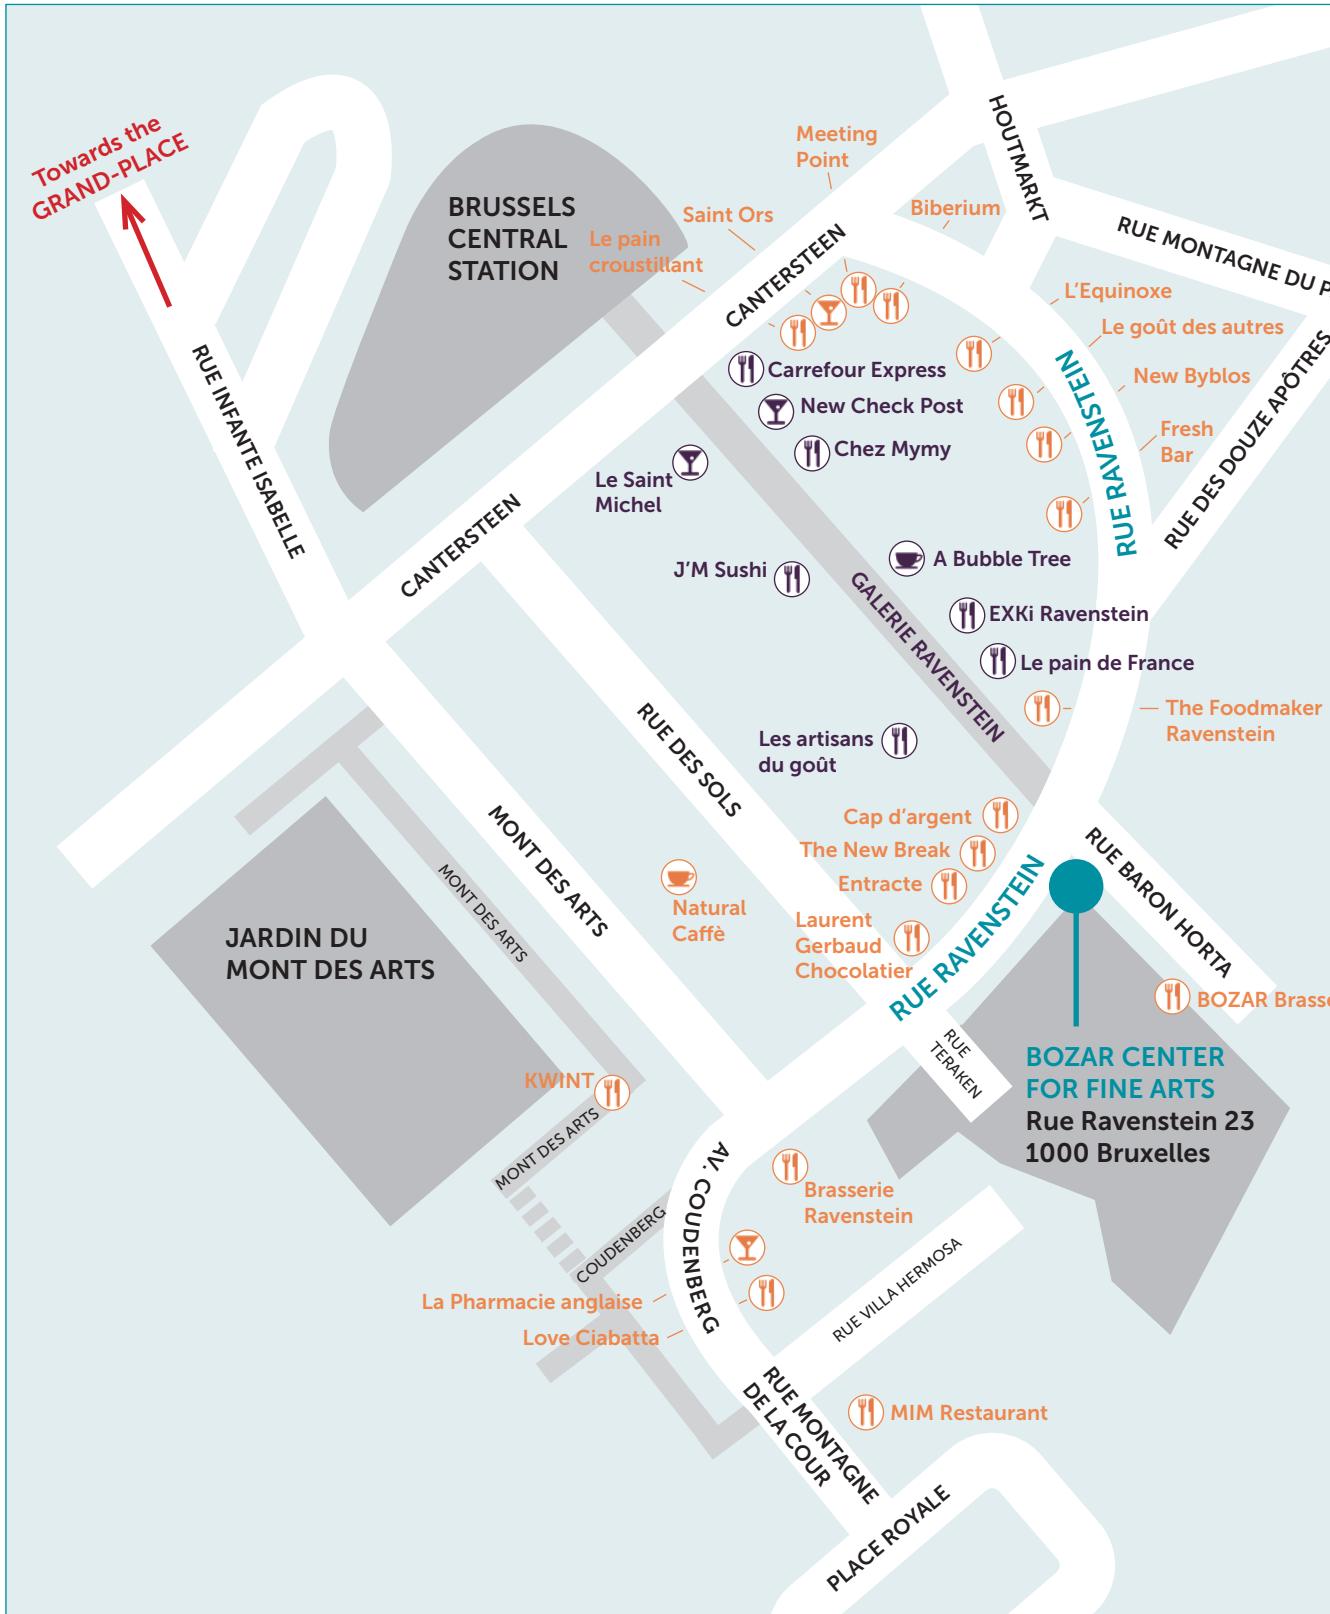 Towards the
GRAND-PLACE
BRUSSELS
CENTRAL
STATION
Meeting
Point
Saint Ors
Biberium
Le pain
croustillant
CANTERSTEEN
HOUTMARKT
RUE MONTAGNE DU P
L'Equinoxe
Le goût des autres
New Byblos
Fresh
Bar
RUE RAVENSTEIN
RUE DES DOUZE APÔTRES
RUE INFANTE ISABELLE
Carrefour Express
New Check Post
Chez Mymy
Le Saint
Michel
CANTERSTEEN
J'M Sushi
A Bubble Tree
GALERIE RAVENSTEIN
EXKi Ravenstein
Le pain de France
The Foodmaker
Ravenstein
RUE DES SOLS
Les artisans
du goût
Cap d'argent
The New Break
Entracte
Laurent
Gerbaud
Chocolatier
RUE RAVENSTEIN
RUE BARON HORTA
MONT DES ARTS
MONT DES ARTS
Natural
Caffè
JARDIN DU
MONT DES ARTS
BOZAR Brasse
RUE
TERAKEN
BOZAR CENTER
FOR FINE ARTS
Rue Ravenstein 23
1000 Bruxelles
KWINT
MONT DES ARTS
AV. COUDENBERG
Brasserie
Ravenstein
COUDENBERG
RUE VILLA HERMOSA
La Pharmacie anglaise
Love Ciabatta
RUE MONTAGNE
DE LA COUR
MIM Restaurant
PLACE ROYALE